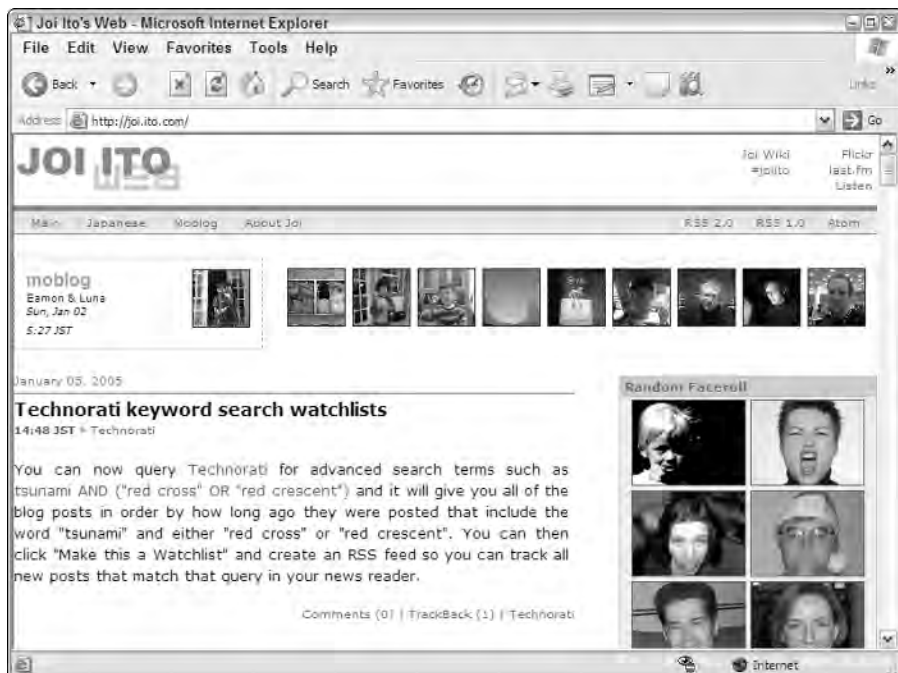 Joi Ito's Web - Microsoft Internet Explorer
File Edit View Favorites Tools Help
Back Search Favorites Links
Address http://joi.ito.com/ Go
JOI ITO
web
Joi Wiki Flickr
#joiito last.fm
Listen
Main Japanese Moblog About Joi RSS 2.0 RSS 1.0 Atom
moblog
Eamon & Luna
Sun, Jan 02
5:27 JST
January 05, 2005
Random Faceroll
Technorati keyword search watchlists
14:48 JST » Technorati
You can now query Technorati for advanced search terms such as
tsunami AND ("red cross" OR "red crescent") and it will give you all of the
blog posts in order by how long ago they were posted that include the
word "tsunami" and either "red cross" or "red crescent". You can then
click "Make this a Watchlist" and create an RSS feed so you can track all
new posts that match that query in your news reader.
Comments (0) | TrackBack (1) | Technorati
Internet